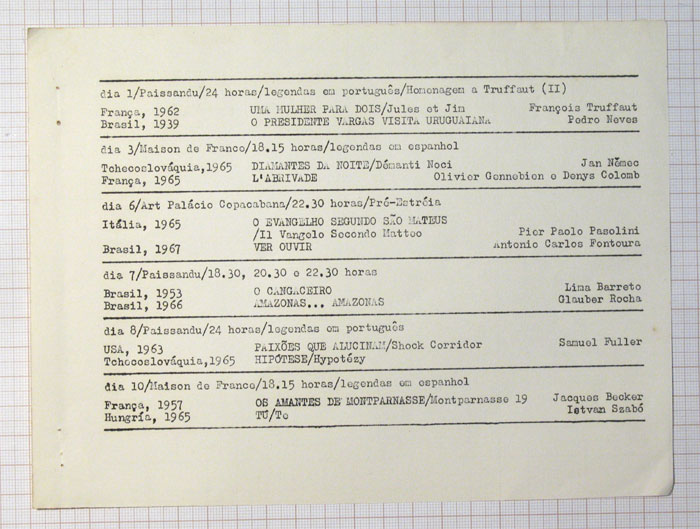 dia 1/Paissandu/24 horas/legendas em português/Homenagem a Truffaut (II)
França, 1962 UMA MULHER PARA DOIS/Jules et Jim François Truffaut
Brasil, 1939 O PRESIDENTE VARGAS VISITA URUGUAIANA Pedro Neves
dia 3/Maison de France/18.15 horas/legendas em espanhol
Tchecoslováquia,1965 DIAMANTES DA NOITE/Démanti Noci Jan Němec
França, 1965 L'ABRIVADE Olivier Gennebien e Denys Colomb
dia 6/Art Palácio Copacabana/22.30 horas/Pré-Estréia
Itália, 1965 O EVANGELHO SEGUNDO SÃO MATEUS
/Il Vangelo Secondo Matteo Pier Paolo Pasolini
Brasil, 1967 VER OUVIR Antonio Carlos Fontoura
dia 7/Paissandu/18.30, 20.30 e 22.30 horas
Brasil, 1953 O CANGACEIRO Lima Barreto
Brasil, 1966 AMAZONAS... AMAZONAS Glauber Rocha
dia 8/Paissandu/24 horas/legendas em português
USA, 1963 PAIXÕES QUE ALUCINAM/Shock Corridor Samuel Fuller
Tchecoslováquia,1965 HIPÓTESE/Hypotézy
dia 10/Maison de France/18.15 horas/legendas em espanhol
França, 1957 OS AMANTES DE MONTPARNASSE/Montparnasse 19 Jacques Becker
Hungria, 1965 TU/Te Istvan Szabó